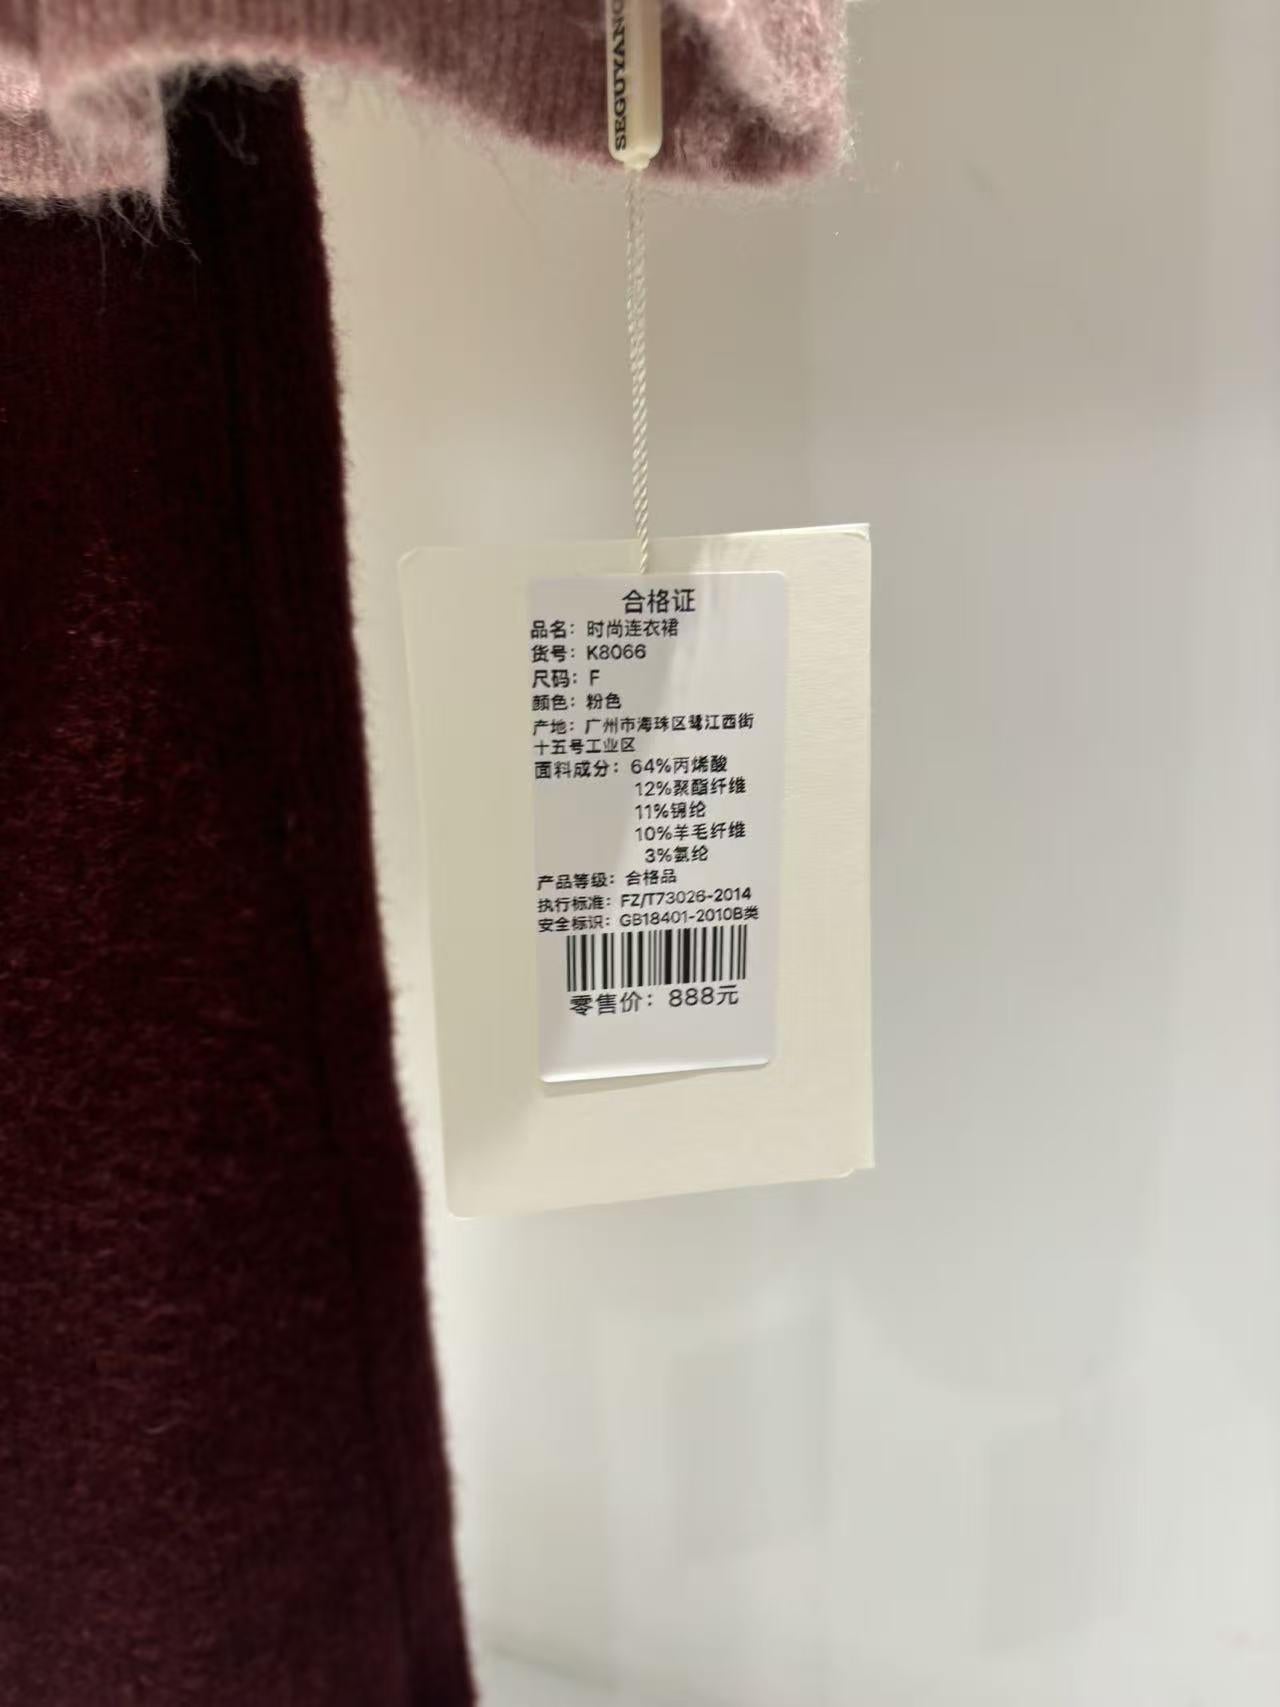 SEGUYANG
合格证
品名：时尚连衣裙
货号：K8066
尺码：F
颜色：粉色
产地：广州市海珠区鹭江西街
十五号工业区
面料成分：64%丙烯酸
12%聚酯纤维
11%锦纶
10%羊毛纤维
3%氨纶
产品等级：合格品
执行标准：FZ/T73026-2014
安全标识：GB18401-2010B类
零售价：888元